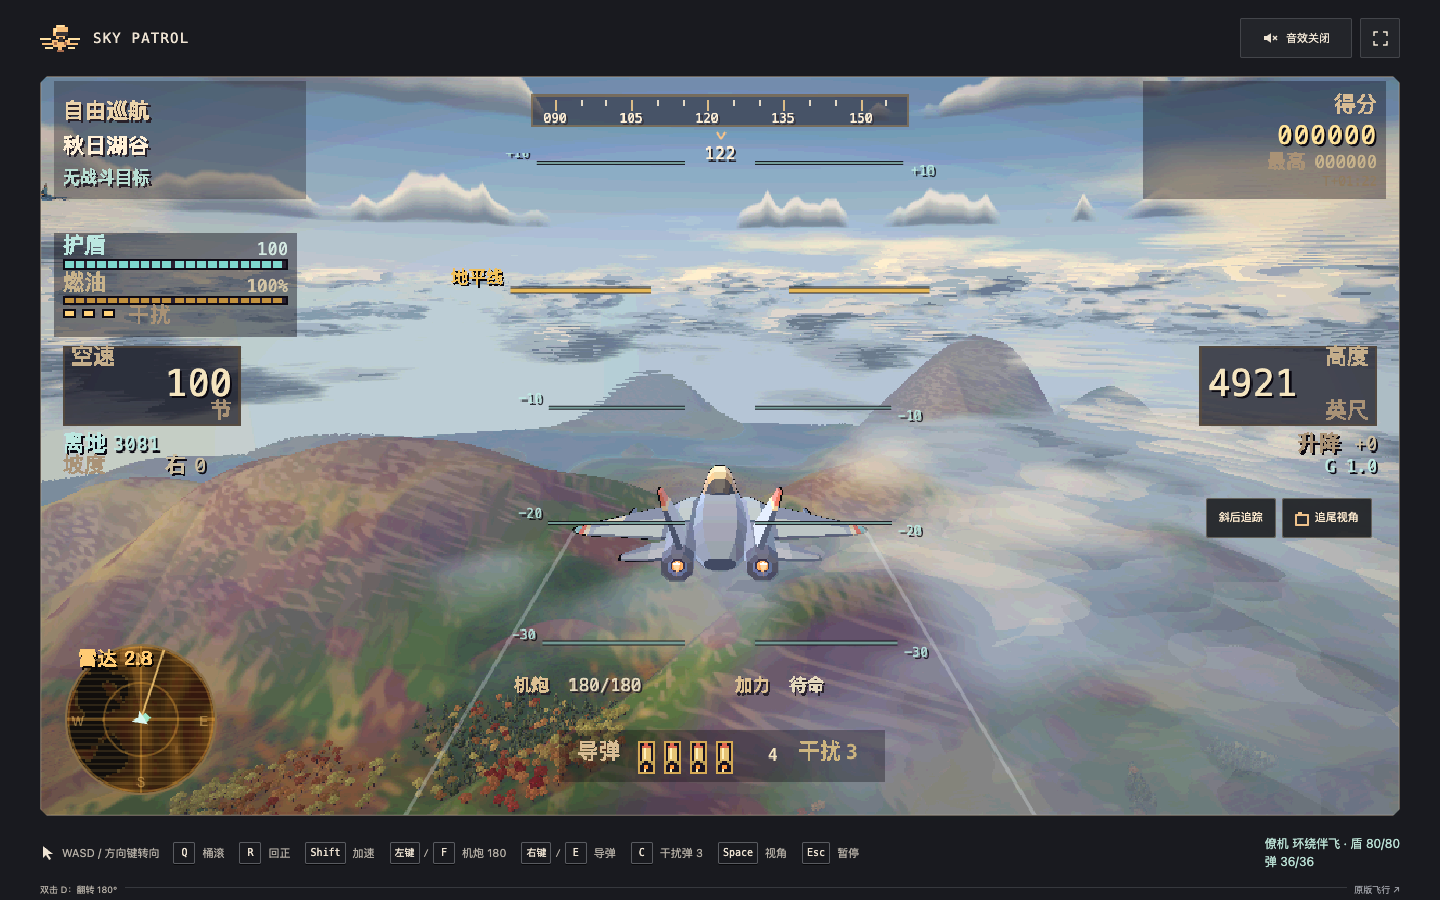 SKY PATROL
音效关闭
自由巡航
秋日湖谷
无战斗目标
090 105 120 135 150
122
得分
000000
最高 000000
+10
+10
护盾 100
燃油 100%
干扰
地平线
空速
100
节
高度
4921
英尺
离地 3081
坡度 右 0
升降 +0
G 1.0
-10
-10
斜后追踪
追尾视角
-20
-20
-30
-30
雷达 2.8
W E
S
机炮 180/180 加力 待命
导弹 4 干扰 3
WASD / 方向键转向 Q 桶滚 R 回正 Shift 加速 左键 / F 机炮 180 右键 / E 导弹 C 干扰弹 3 Space 视角 Esc 暂停
僚机 环绕伴飞 · 盾 80/80
弹 36/36
双击 D: 翻转 180°
原版飞行 ↗